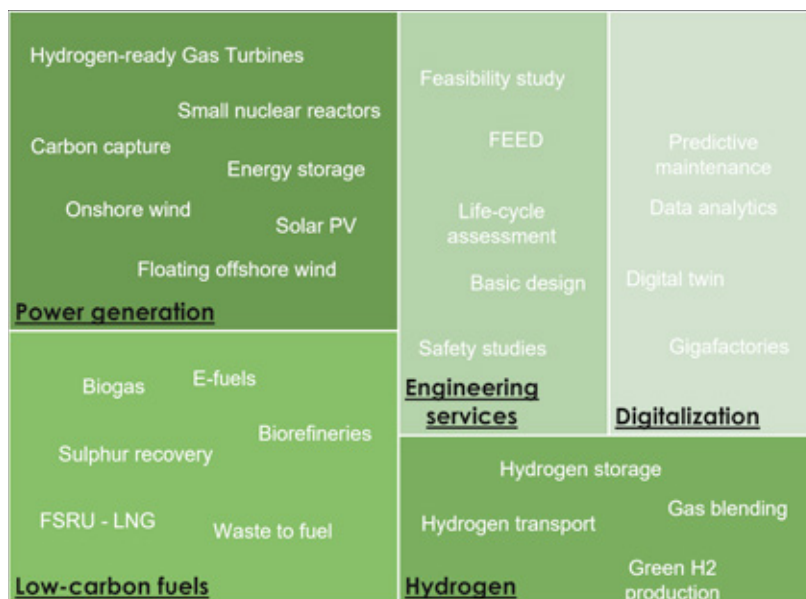 Hydrogen-ready Gas Turbines
Small nuclear reactors
Carbon capture
Energy storage
Onshore wind
Solar PV
Floating offshore wind
Power generation
Biogas
E-fuels
Biorefineries
Sulphur recovery
FSRU - LNG
Waste to fuel
Low-carbon fuels
Feasibility study
FEED
Life-cycle
assessment
Basic design
Safety studies
Engineering
services
Predictive
maintenance
Data analytics
Digital twin
Gigafactories
Digitalization
Hydrogen storage
Gas blending
Hydrogen transport
Green H2
production
Hydrogen